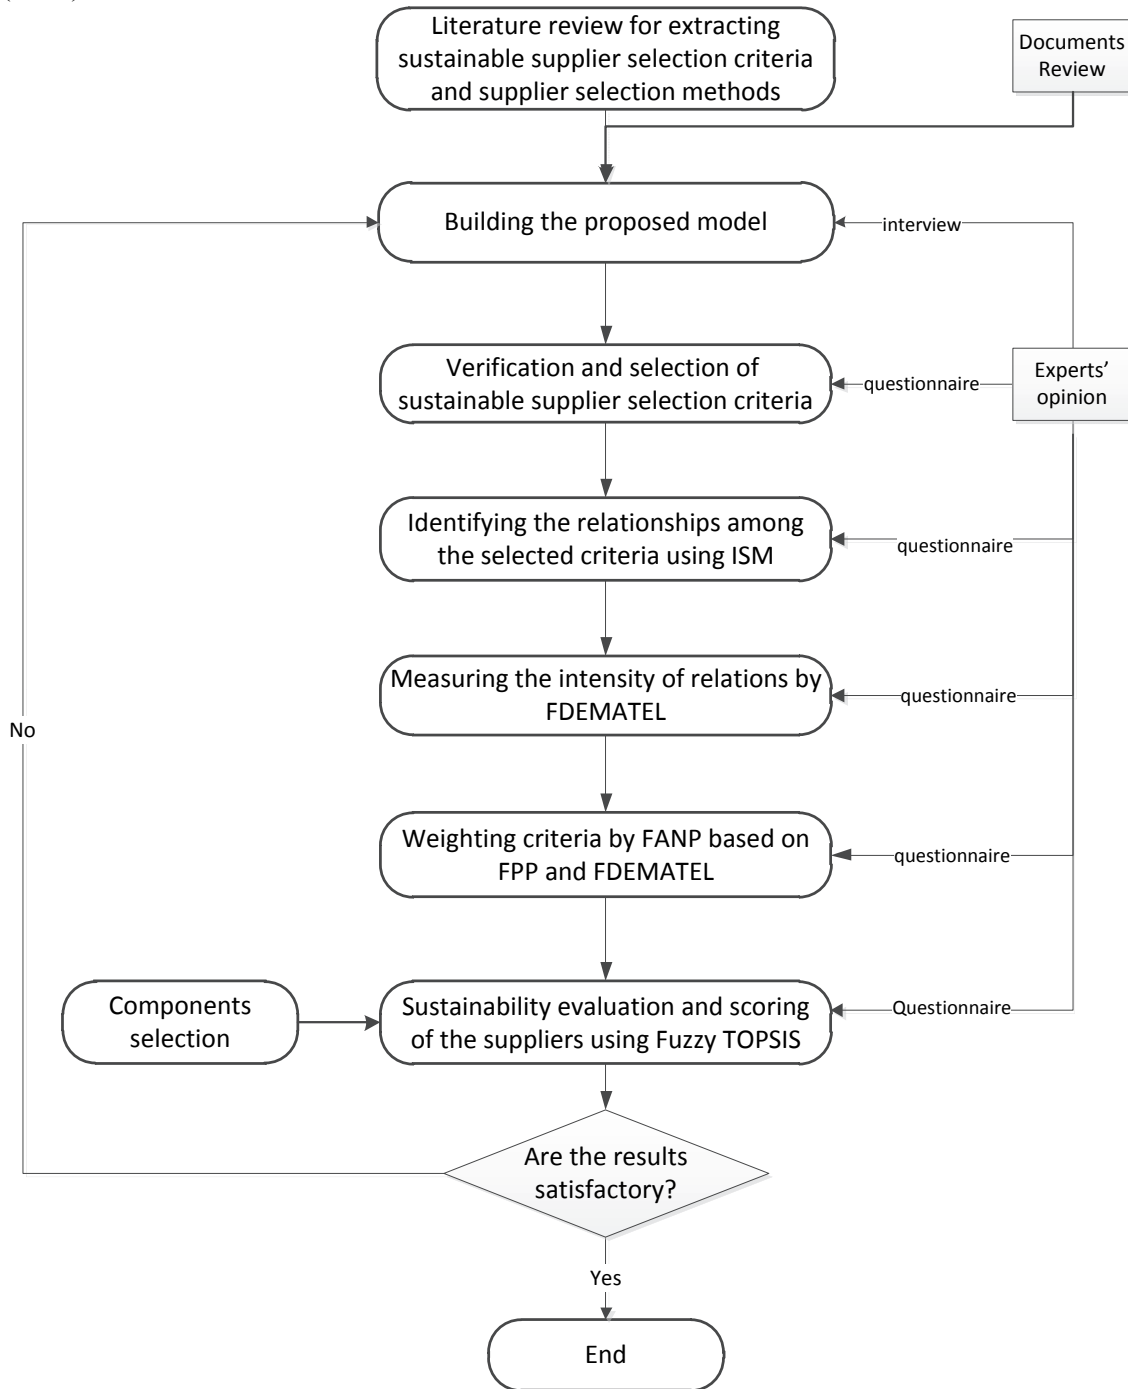 Literature review for extracting
sustainable supplier selection criteria
and supplier selection methods
Documents
Review
Building the proposed model
interview
Verification and selection of
sustainable supplier selection criteria
questionnaire
Experts’
opinion
Identifying the relationships among
the selected criteria using ISM
questionnaire
Measuring the intensity of relations by
FDEMATEL
questionnaire
No
Weighting criteria by FANP based on
FPP and FDEMATEL
questionnaire
Components
selection
Sustainability evaluation and scoring
of the suppliers using Fuzzy TOPSIS
Questionnaire
Are the results
satisfactory?
Yes
End